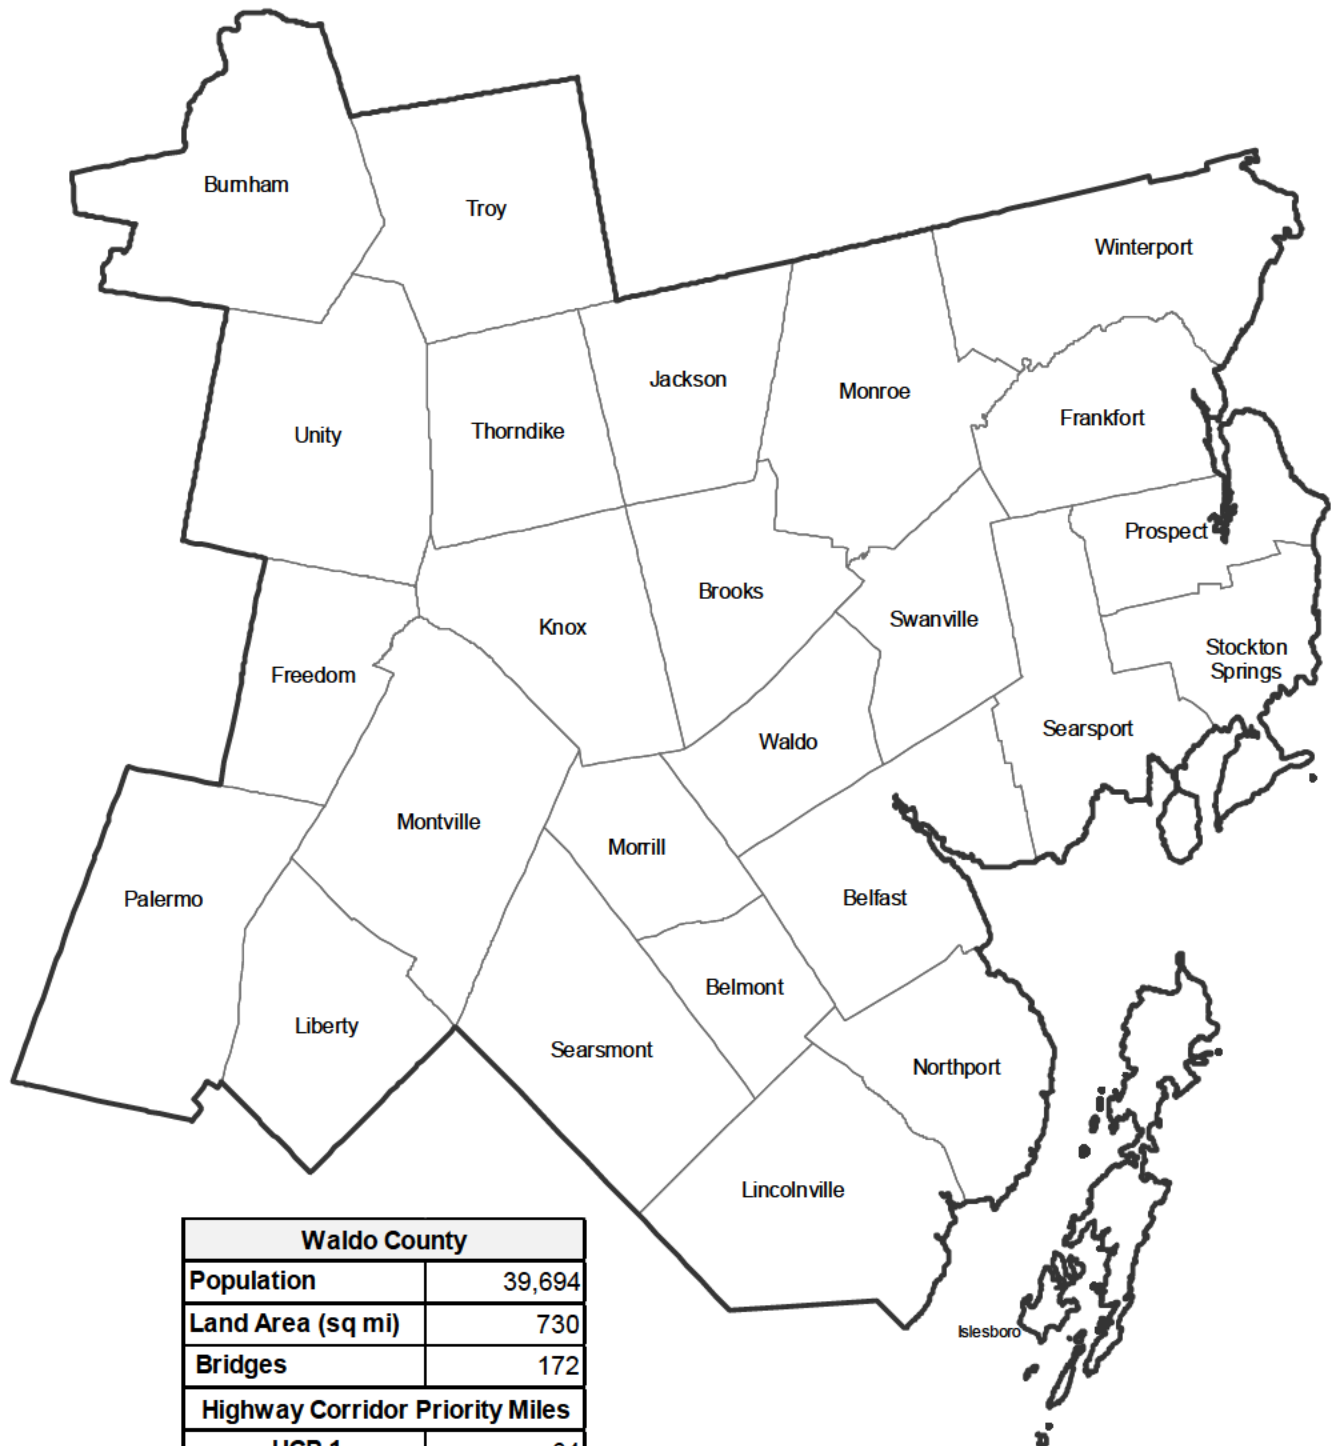 Burnham
Troy
Winterport
Jackson
Monroe
Frankfort
Unity
Thorndike
Prospect
Brooks
Swanville
Knox
Stockton
Springs
Freedom
Searsport
Waldo
Montville
Morrill
Palermo
Belfast
Belmont
Liberty
Searsmont
Northport
Lincolnville
Islesboro
Waldo County
Population 39,694
Land Area (sq mi) 730
Bridges 172
Highway Corridor Priority Miles